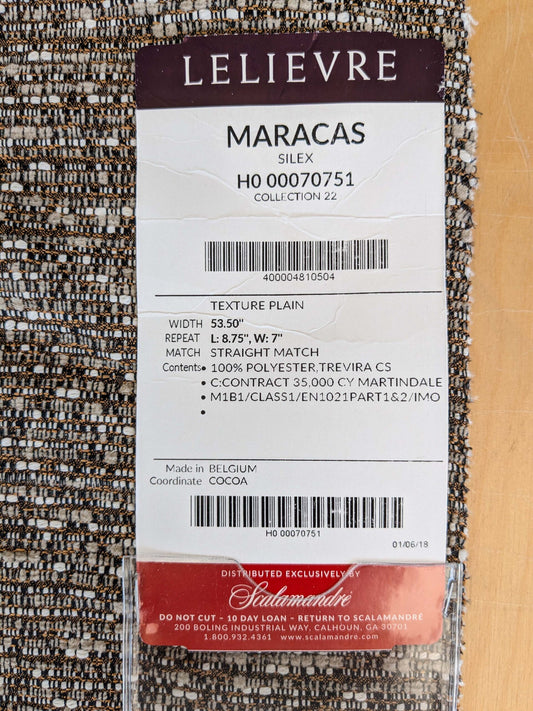 LELIEVRE
MARACAS
SILEX
H0 00070751
COLLECTION 22
400004810504
TEXTURE PLAIN
WIDTH 53.50"
REPEAT L: 8.75", W: 7"
MATCH STRAIGHT MATCH
Contents • 100% POLYESTER,TREVIRA CS
• C:CONTRACT 35,000 CY MARTINDALE
• M1B1/CLASS1/EN1021PART1&2/IMO
•
Made in BELGIUM
Coordinate COCOA
H0 00070751
01/06/18
DISTRIBUTED EXCLUSIVELY BY
Scalamandré
DO NOT CUT - 10 DAY LOAN - RETURN TO SCALAMANDRÉ
200 BOLING INDUSTRIAL WAY, CALHOUN, GA 30701
1.800.932.4361 www.scalamandre.com